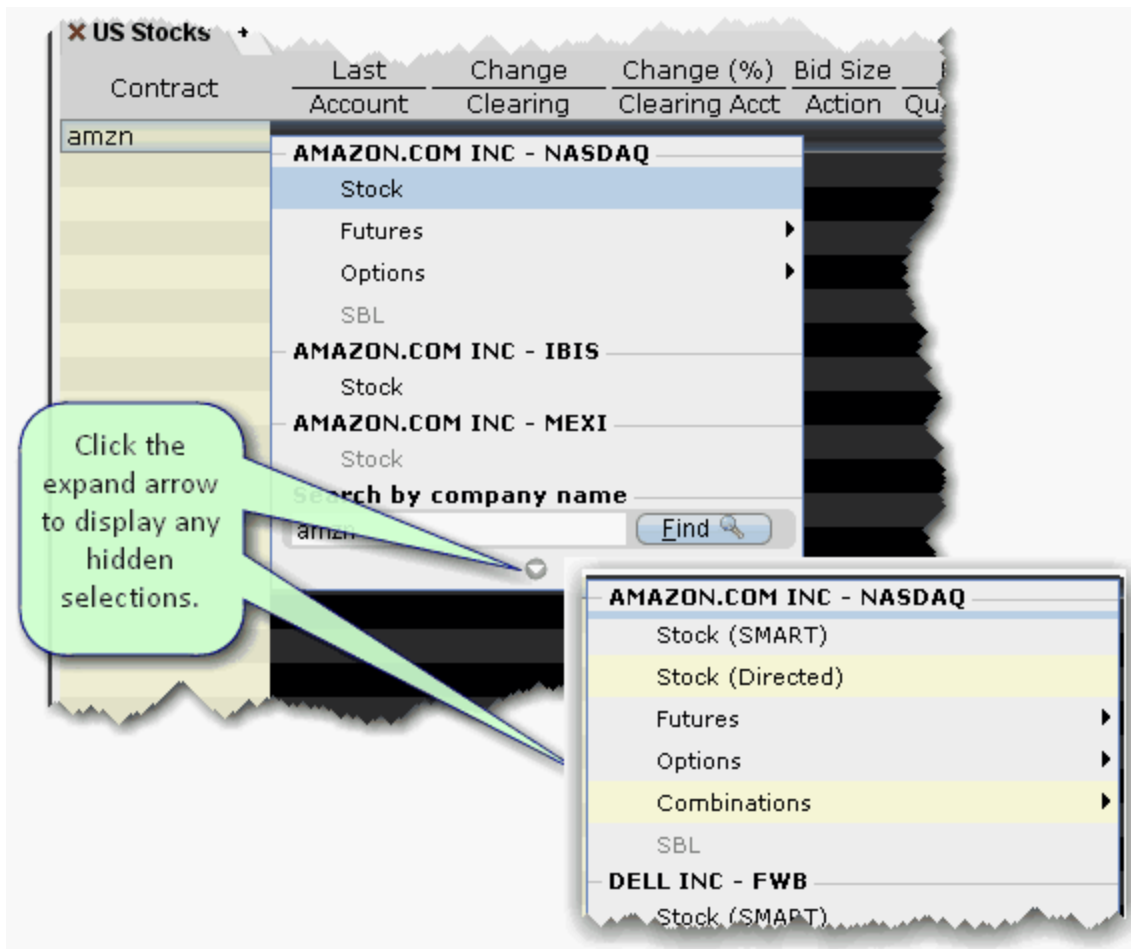 US Stocks +
Contract
Last Change Change (%) Bid Size
Account Clearing Clearing Acct Action
amzn
AMAZON.COM INC - NASDAQ
Stock
Futures
Options
SBL
AMAZON.COM INC - IBIS
Stock
AMAZON.COM INC - MEXI
Stock
Search by company name
amzn Find
Click the
expand arrow
to display any
hidden
selections.
AMAZON.COM INC - NASDAQ
Stock (SMART)
Stock (Directed)
Futures
Options
Combinations
SBL
DELL INC - FWB
Stock (SMART)